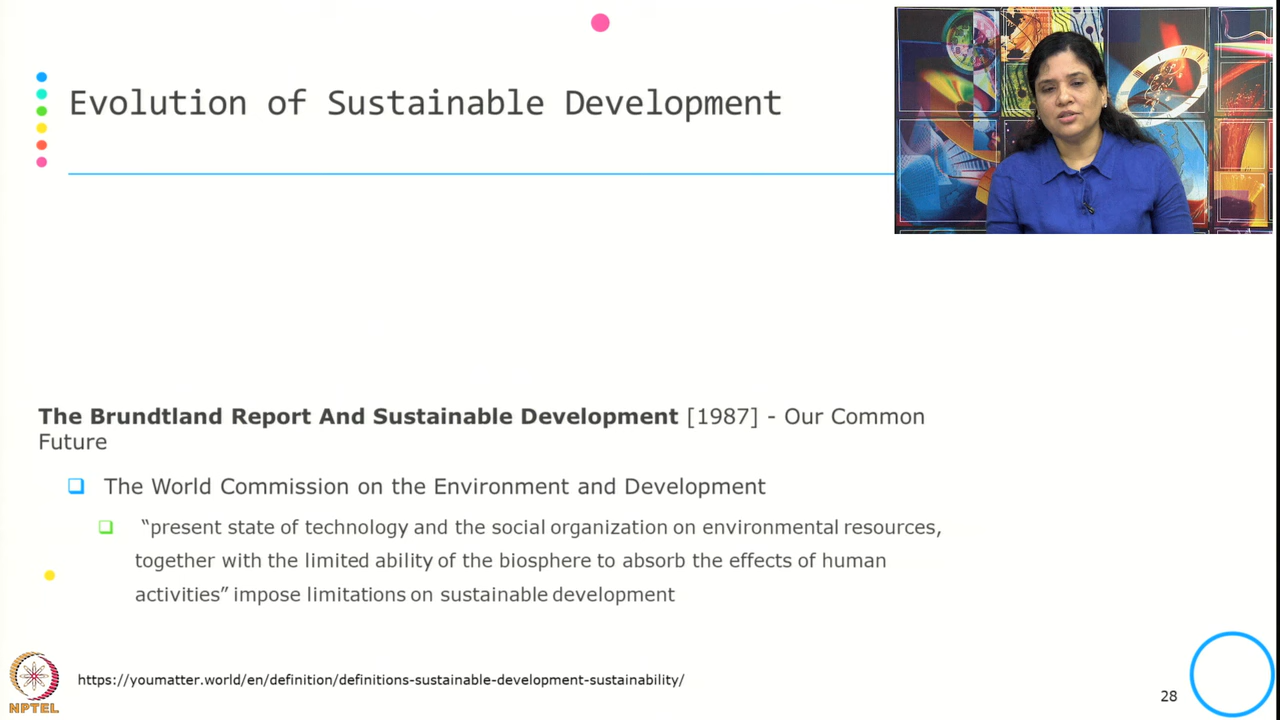 Evolution of Sustainable Development
The Brundtland Report And Sustainable Development [1987] - Our Common
Future
The World Commission on the Environment and Development
“present state of technology and the social organization on environmental resources,
together with the limited ability of the biosphere to absorb the effects of human
activities” impose limitations on sustainable development
https://youmatter.world/en/definition/definitions-sustainable-development-sustainability/
28
NPTEL